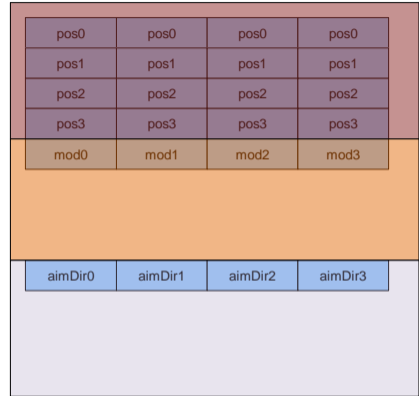 pos0 pos0 pos0 pos0
pos1 pos1 pos1 pos1
pos2 pos2 pos2 pos2
pos3 pos3 pos3 pos3
mod0 mod1 mod2 mod3
aimDir0 aimDir1 aimDir2 aimDir3